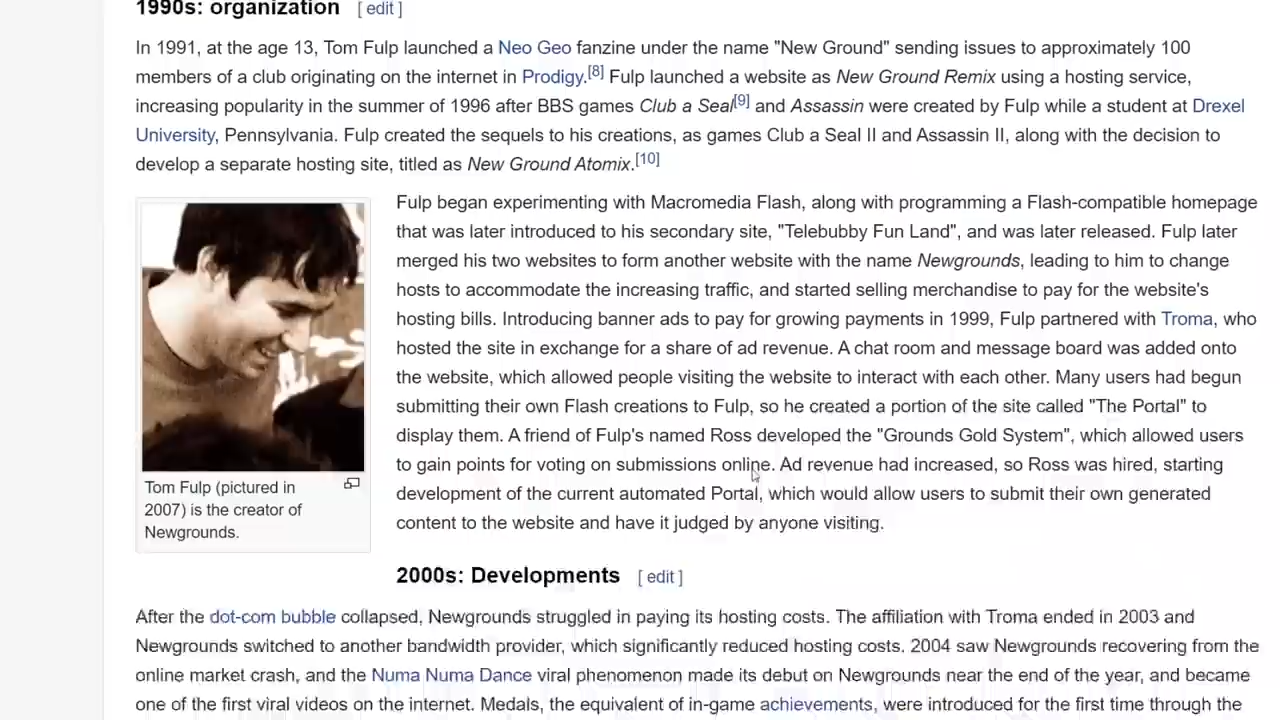 1990s: organization [ edit ]
In 1991, at the age 13, Tom Fulp launched a Neo Geo fanzine under the name "New Ground" sending issues to approximately 100
members of a club originating on the internet in Prodigy.[8] Fulp launched a website as New Ground Remix using a hosting service,
increasing popularity in the summer of 1996 after BBS games Club a Seal[9] and Assassin were created by Fulp while a student at Drexel
University, Pennsylvania. Fulp created the sequels to his creations, as games Club a Seal II and Assassin II, along with the decision to
develop a separate hosting site, titled as New Ground Atomix.[10]
Fulp began experimenting with Macromedia Flash, along with programming a Flash-compatible homepage
that was later introduced to his secondary site, "Telebubby Fun Land", and was later released. Fulp later
merged his two websites to form another website with the name Newgrounds, leading to him to change
hosts to accommodate the increasing traffic, and started selling merchandise to pay for the website's
hosting bills. Introducing banner ads to pay for growing payments in 1999, Fulp partnered with Troma, who
hosted the site in exchange for a share of ad revenue. A chat room and message board was added onto
the website, which allowed people visiting the website to interact with each other. Many users had begun
submitting their own Flash creations to Fulp, so he created a portion of the site called "The Portal" to
display them. A friend of Fulp's named Ross developed the "Grounds Gold System", which allowed users
to gain points for voting on submissions online. Ad revenue had increased, so Ross was hired, starting
development of the current automated Portal, which would allow users to submit their own generated
content to the website and have it judged by anyone visiting.
Tom Fulp (pictured in
2007) is the creator of
Newgrounds.
2000s: Developments [ edit ]
After the dot-com bubble collapsed, Newgrounds struggled in paying its hosting costs. The affiliation with Troma ended in 2003 and
Newgrounds switched to another bandwidth provider, which significantly reduced hosting costs. 2004 saw Newgrounds recovering from the
online market crash, and the Numa Numa Dance viral phenomenon made its debut on Newgrounds near the end of the year, and became
one of the first viral videos on the internet. Medals, the equivalent of in-game achievements, were introduced for the first time through the